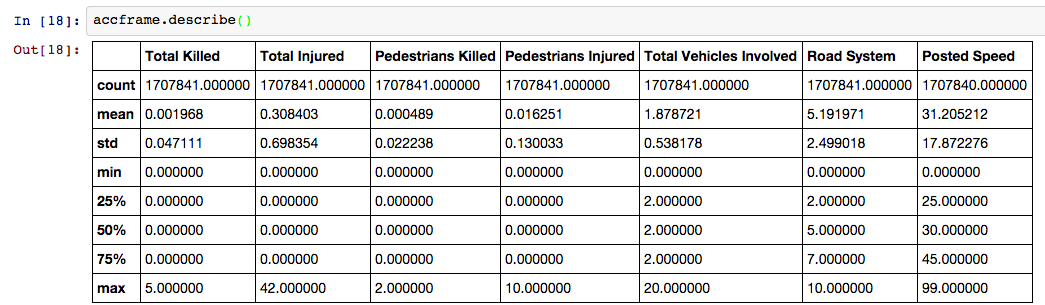 In [18]: accframe.describe()
Out[18]:
Total Killed Total Injured Pedestrians Killed Pedestrians Injured Total Vehicles Involved Road System Posted Speed
count 1707841.000000 1707841.000000 1707841.000000 1707841.000000 1707841.000000 1707841.000000 1707840.000000
mean 0.001968 0.308403 0.000489 0.016251 1.878721 5.191971 31.205212
std 0.047111 0.698354 0.022238 0.130033 0.538178 2.499018 17.872276
min 0.000000 0.000000 0.000000 0.000000 0.000000 0.000000 0.000000
25% 0.000000 0.000000 0.000000 0.000000 2.000000 2.000000 25.000000
50% 0.000000 0.000000 0.000000 0.000000 2.000000 5.000000 30.000000
75% 0.000000 0.000000 0.000000 0.000000 2.000000 7.000000 45.000000
max 5.000000 42.000000 2.000000 10.000000 20.000000 10.000000 99.000000